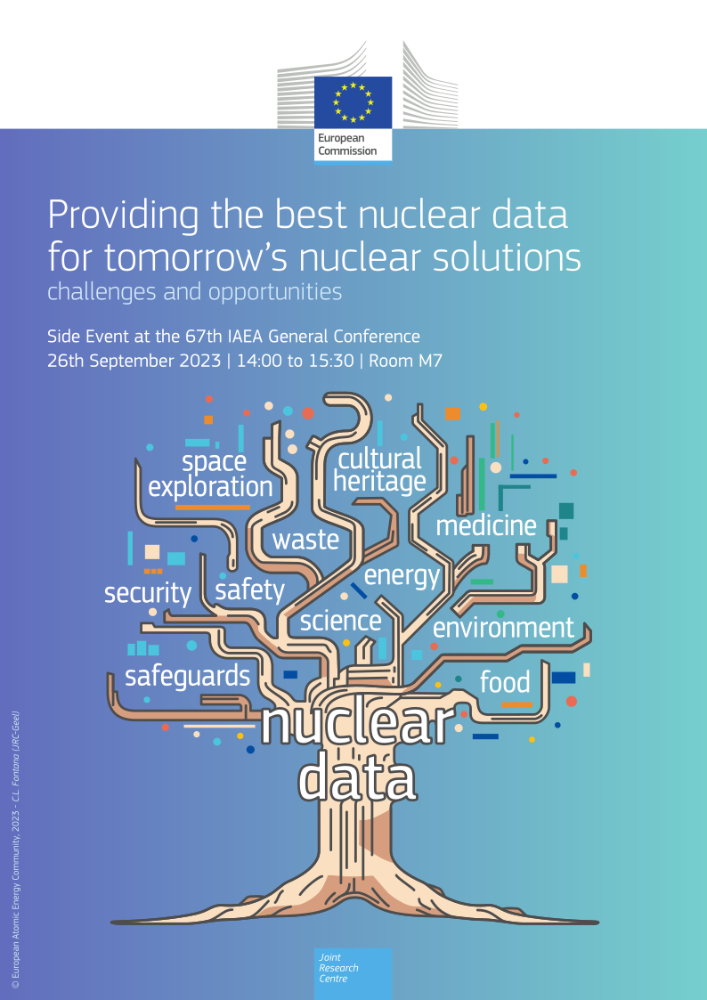 European
Commission
Providing the best nuclear data
for tomorrow's nuclear solutions
challenges and opportunities
Side Event at the 67th IAEA General Conference
26th September 2023 | 14:00 to 15:30 | Room M7
space
exploration
cultural
heritage
medicine
waste
energy
security
safety
science
environment
safeguards
food
nuclear
data
© European Atomic Energy Community, 2023 - C.L. Fontana (JRC-Geel)
Joint
Research
Centre